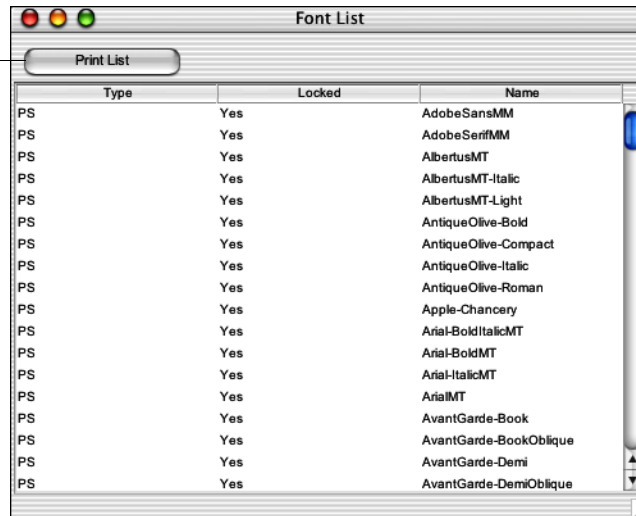 Font List
Print List
Type Locked Name
PS Yes AdobeSansMM
PS Yes AdobeSerifMM
PS Yes AlbertusMT
PS Yes AlbertusMT-Italic
PS Yes AlbertusMT-Light
PS Yes AntiqueOlive-Bold
PS Yes AntiqueOlive-Compact
PS Yes AntiqueOlive-Italic
PS Yes AntiqueOlive-Roman
PS Yes Apple-Chancery
PS Yes Arial-BoldItalicMT
PS Yes Arial-BoldMT
PS Yes Arial-ItalicMT
PS Yes ArialMT
PS Yes AvantGarde-Book
PS Yes AvantGarde-BookOblique
PS Yes AvantGarde-Demi
PS Yes AvantGarde-DemiOblique